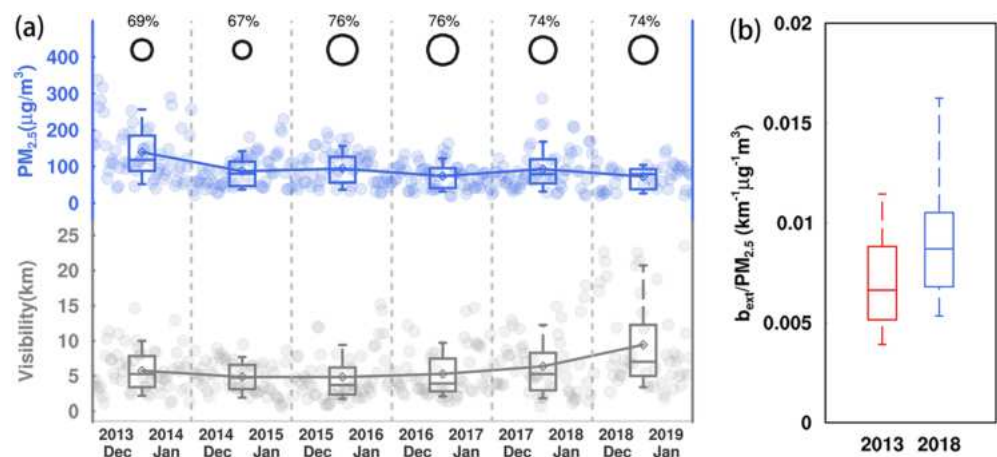 (a)
69% 67% 76% 76% 74% 74%
PM2.5(μg/m3)
400
300
200
100
0
Visibility(km)
25
20
15
10
5
0
2013 2014 2014 2015 2015 2016 2016 2017 2017 2018 2018 2019
Dec Jan Dec Jan Dec Jan Dec Jan Dec Jan Dec Jan
(b)
bext/PM2.5 (km-1μg-1m3)
0.02
0.015
0.01
0.005
0
2013 2018